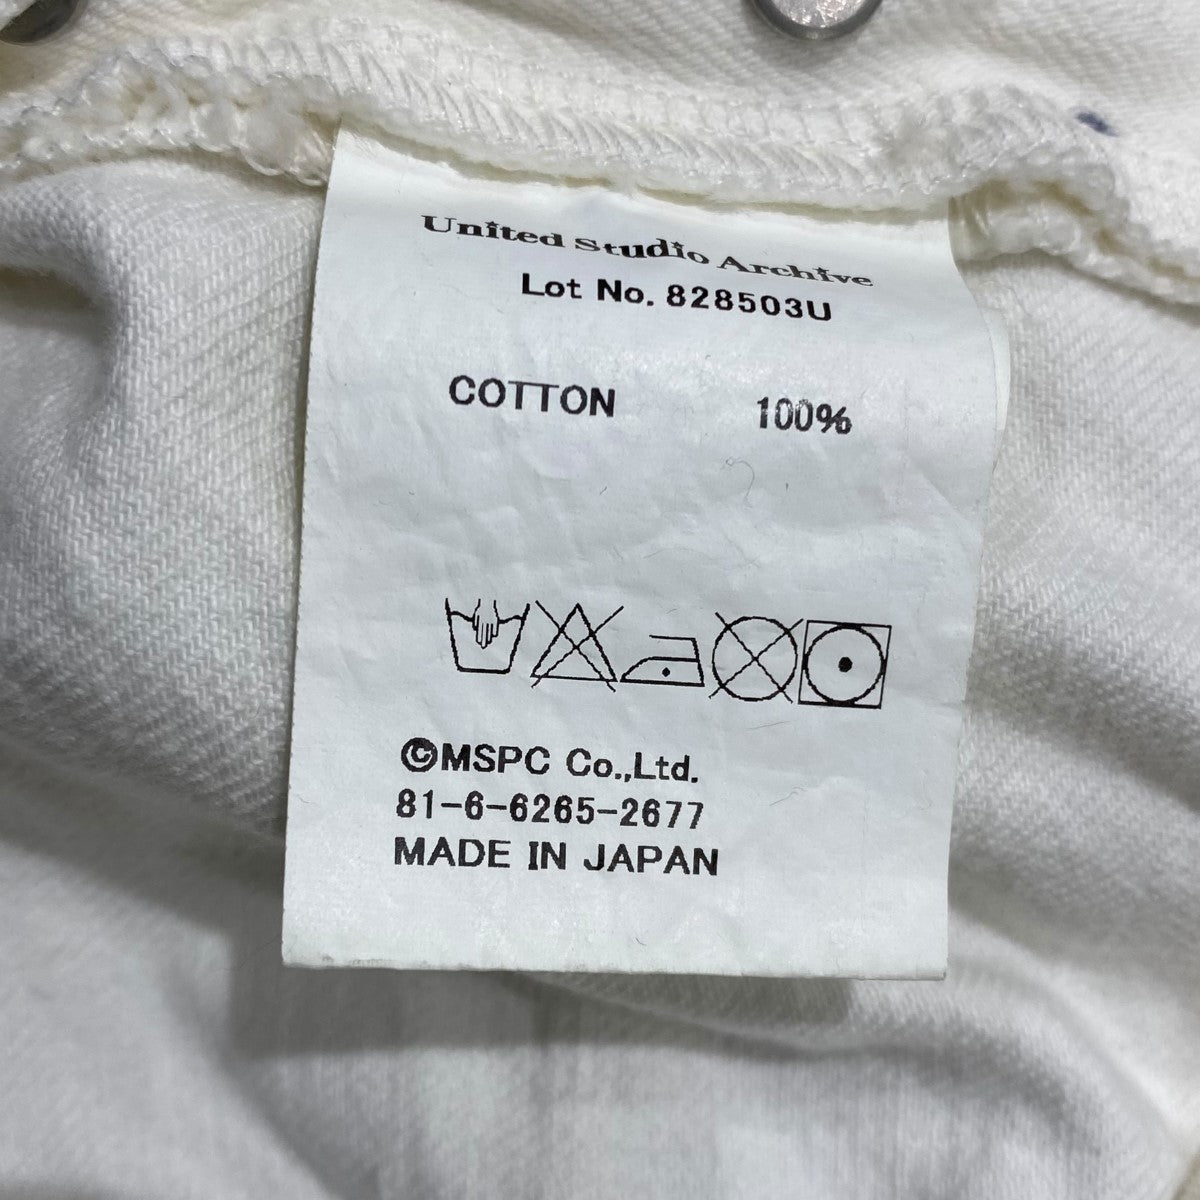 United Studio Archive
Lot No. 828503U
COTTON 100%
©MSPC Co.,Ltd.
81-6-6265-2677
MADE IN JAPAN